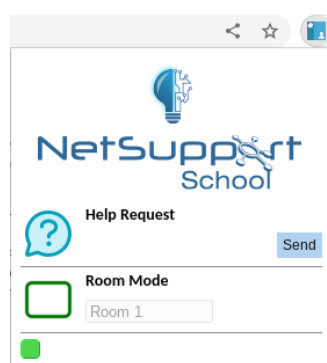 NetSupport
School
Help Request
Send
Room Mode
Room 1